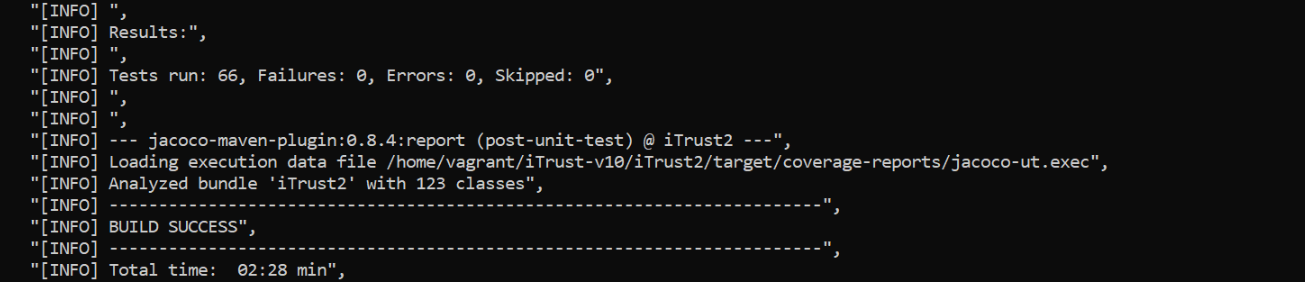 "[INFO] ",
"[INFO] Results:",
"[INFO] ",
"[INFO] Tests run: 66, Failures: 0, Errors: 0, Skipped: 0",
"[INFO] ",
"[INFO] ",
"[INFO] --- jacoco-maven-plugin:0.8.4:report (post-unit-test) @ iTrust2 ---",
"[INFO] Loading execution data file /home/vagrant/iTrust-v10/iTrust2/target/coverage-reports/jacoco-ut.exec",
"[INFO] Analyzed bundle 'iTrust2' with 123 classes",
"[INFO] ------------------------------------------------------------------------",
"[INFO] BUILD SUCCESS",
"[INFO] ------------------------------------------------------------------------",
"[INFO] Total time:  02:28 min",